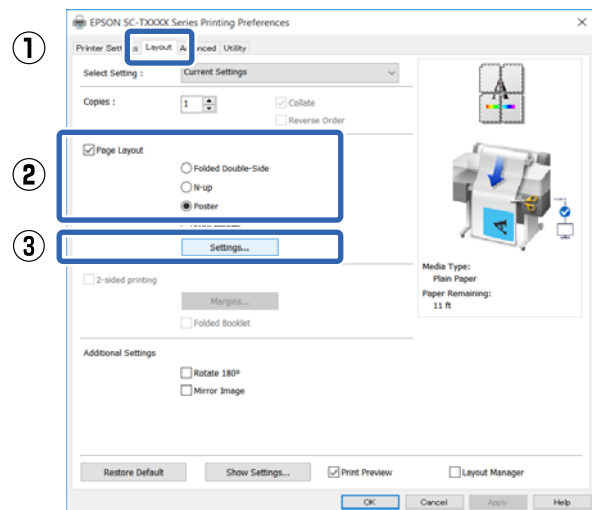 EPSON SC-TXXXX Series Printing Preferences
①
Layout
Utility
Select Setting :
Current Settings
Copies :
1
Collate
Reverse Order
②
Page Layout
Folded Double-Side
N-up
Poster
③
Settings...
2-sided printing
Margins...
Folded Booklet
Additional Settings
Rotate 180º
Mirror Image
A
A
Media Type:
Plain Paper
Paper Remaining:
11 ft
Restore Default
Show Settings...
Print Preview
Layout Manager
OK
Cancel
Apply
Help